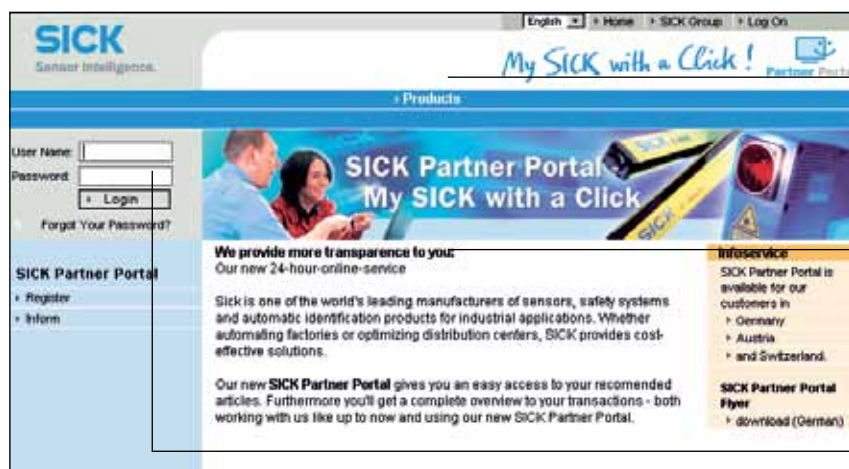 English Home SICK Group Log On
SICK
Sensor Intelligence.
My SICK with a Click!
Partner Porta
Products
User Name:
Password:
Login
Forgot Your Password?
SICK Partner Portal
My SICK with a Click
SICK
SICK
SICK Partner Portal
Register
Inform
We provide more transparence to you:
Our new 24-hour-online-service
Sick is one of the world's leading manufacturers of sensors, safety systems
and automatic identification products for industrial applications. Whether
automating factories or optimizing distribution centers, SICK provides cost-
effective solutions.
Our new SICK Partner Portal gives you an easy access to your recomended
articles. Furthermore you'll get a complete overview to your transactions - both
working with us like up to now and using our new SICK Partner Portal.
Infoservice
SICK Partner Portal is
available for our
customers in
Germany
Austria
and Switzerland.
SICK Partner Portal
Flyer
download (German)